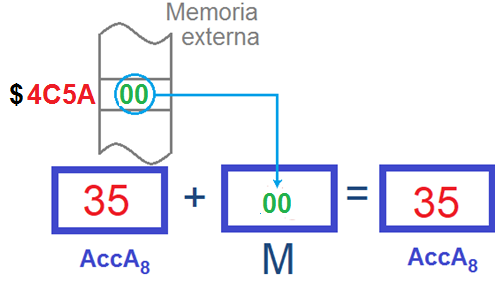 Memoria
externa
$ 4C5A 00
35 + 00 = 35
AccA8 M AccA8